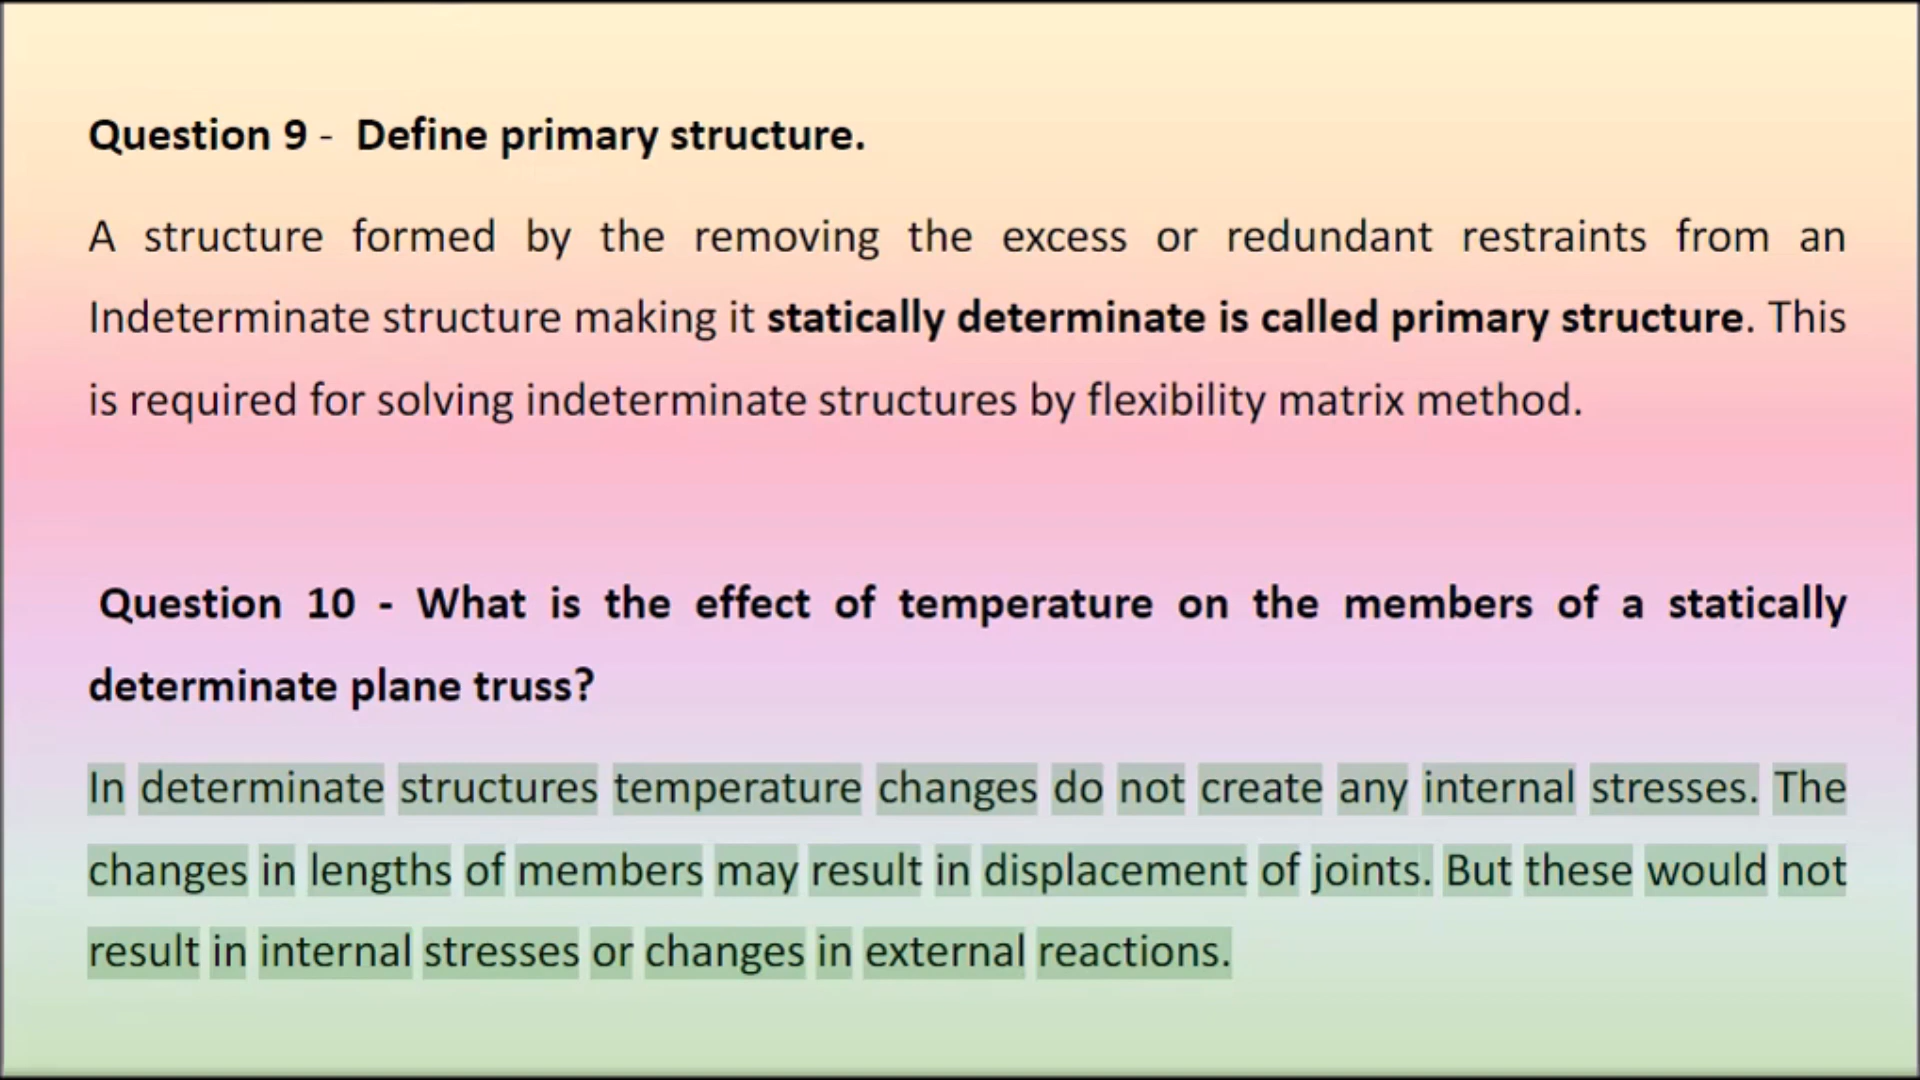 Question 9 - Define primary structure.
A structure formed by the removing the excess or redundant restraints from an
Indeterminate structure making it statically determinate is called primary structure. This
is required for solving indeterminate structures by flexibility matrix method.
Question 10 - What is the effect of temperature on the members of a statically
determinate plane truss?
In determinate structures temperature changes do not create any internal stresses. The
changes in lengths of members may result in displacement of joints. But these would not
result in internal stresses or changes in external reactions.